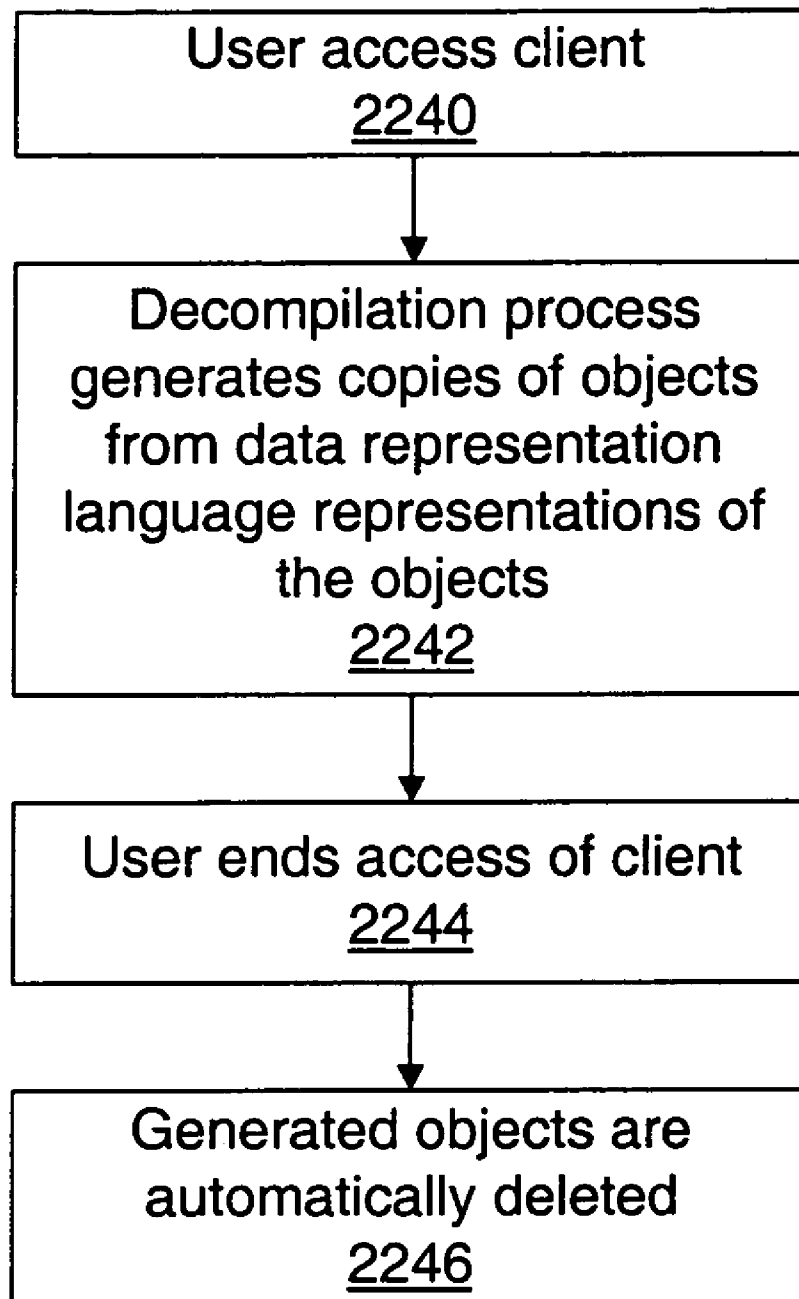 User access client
2240
Decompilation process
generates copies of objects
from data representation
language representations of
the objects
2242
User ends access of client
2244
Generated objects are
automatically deleted
2246